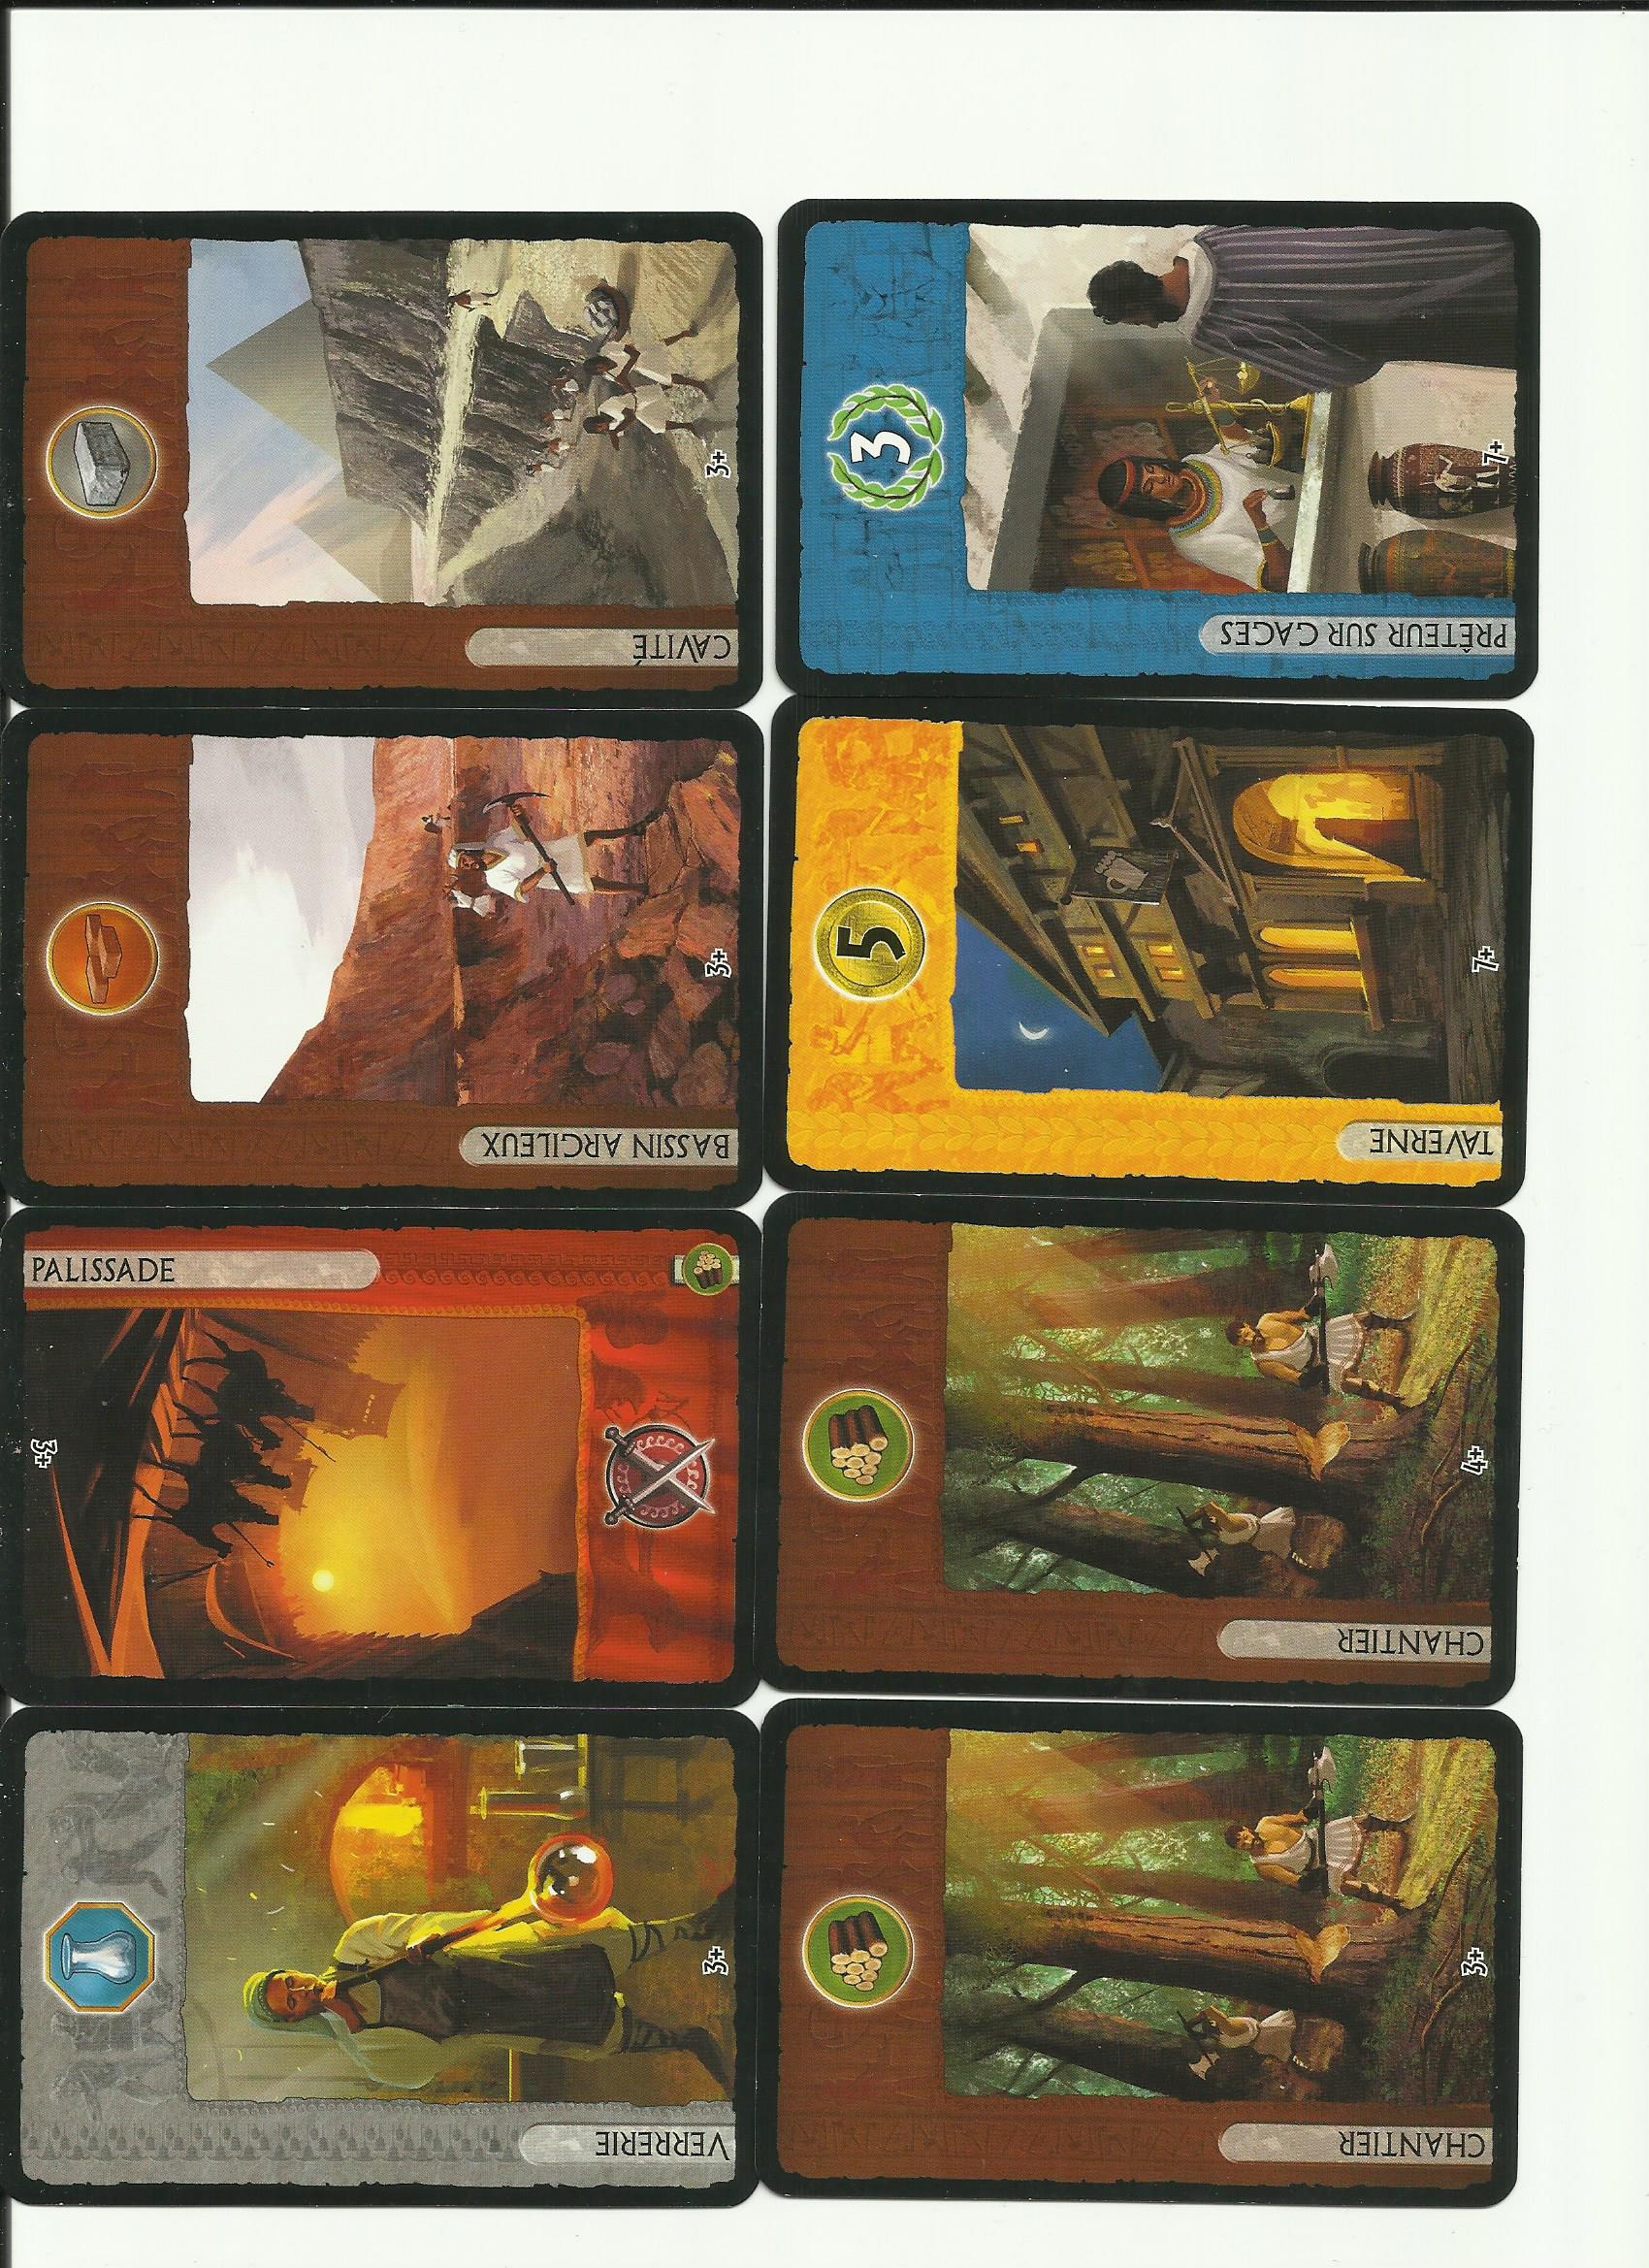 CAVITÉ
3+
3
PRÊTEUR SUR GAGES
7+
BASSIN ARGILEUX
3+
5
TAVERNE
7+
PALISSADE
3+
CHANTIER
4+
VERRERIE
3+
CHANTIER
3+